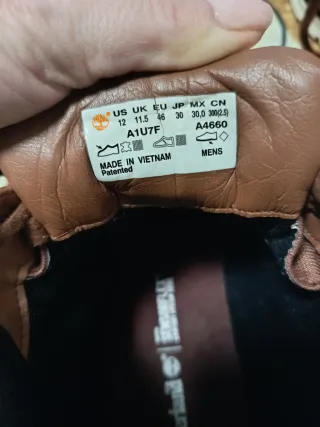 US UK EU JP MX CN
12 11.5 46 30 30,0 300(2.5)
A1U7F A4660
MADE IN VIETNAM MENS
Patented